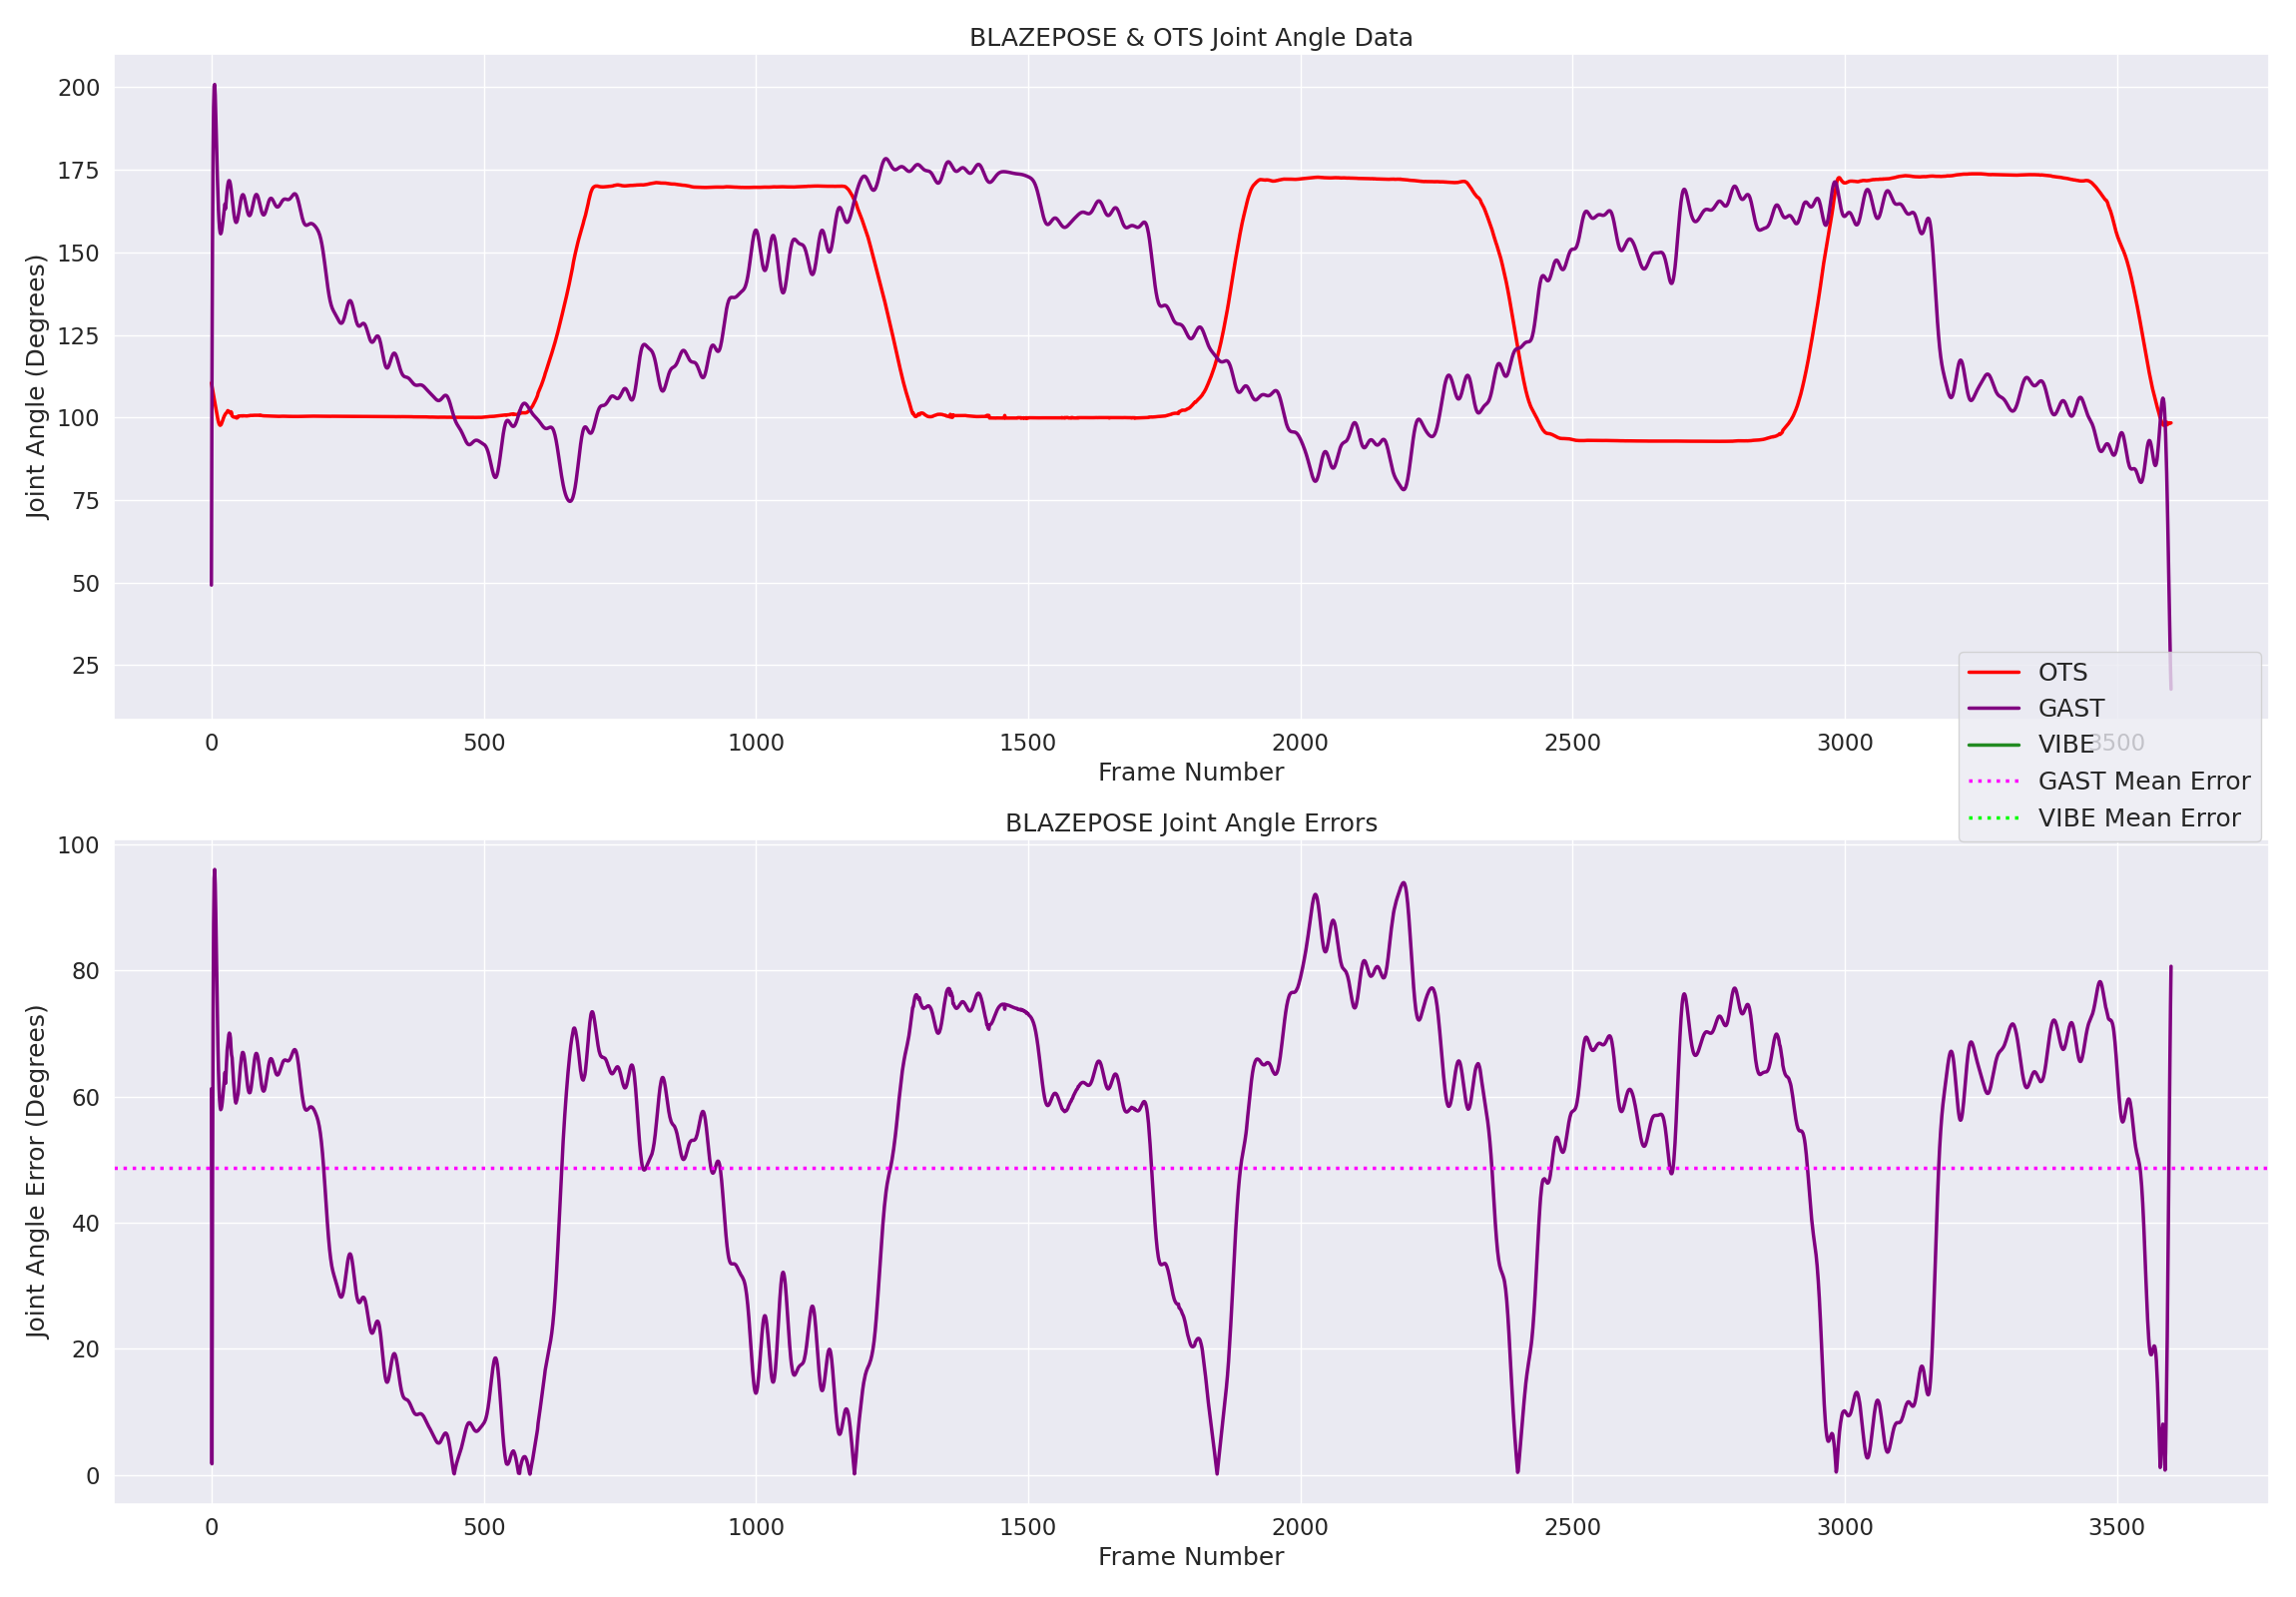 BLAZEPOSE & OTS Joint Angle Data
Joint Angle (Degrees)
200
175
150
125
100
75
50
25
0 500 1000 1500 2000 2500 3000 3500
Frame Number
OTS
GAST
VIBE
GAST Mean Error
VIBE Mean Error
BLAZEPOSE Joint Angle Errors
Joint Angle Error (Degrees)
100
80
60
40
20
0
0 500 1000 1500 2000 2500 3000 3500
Frame Number